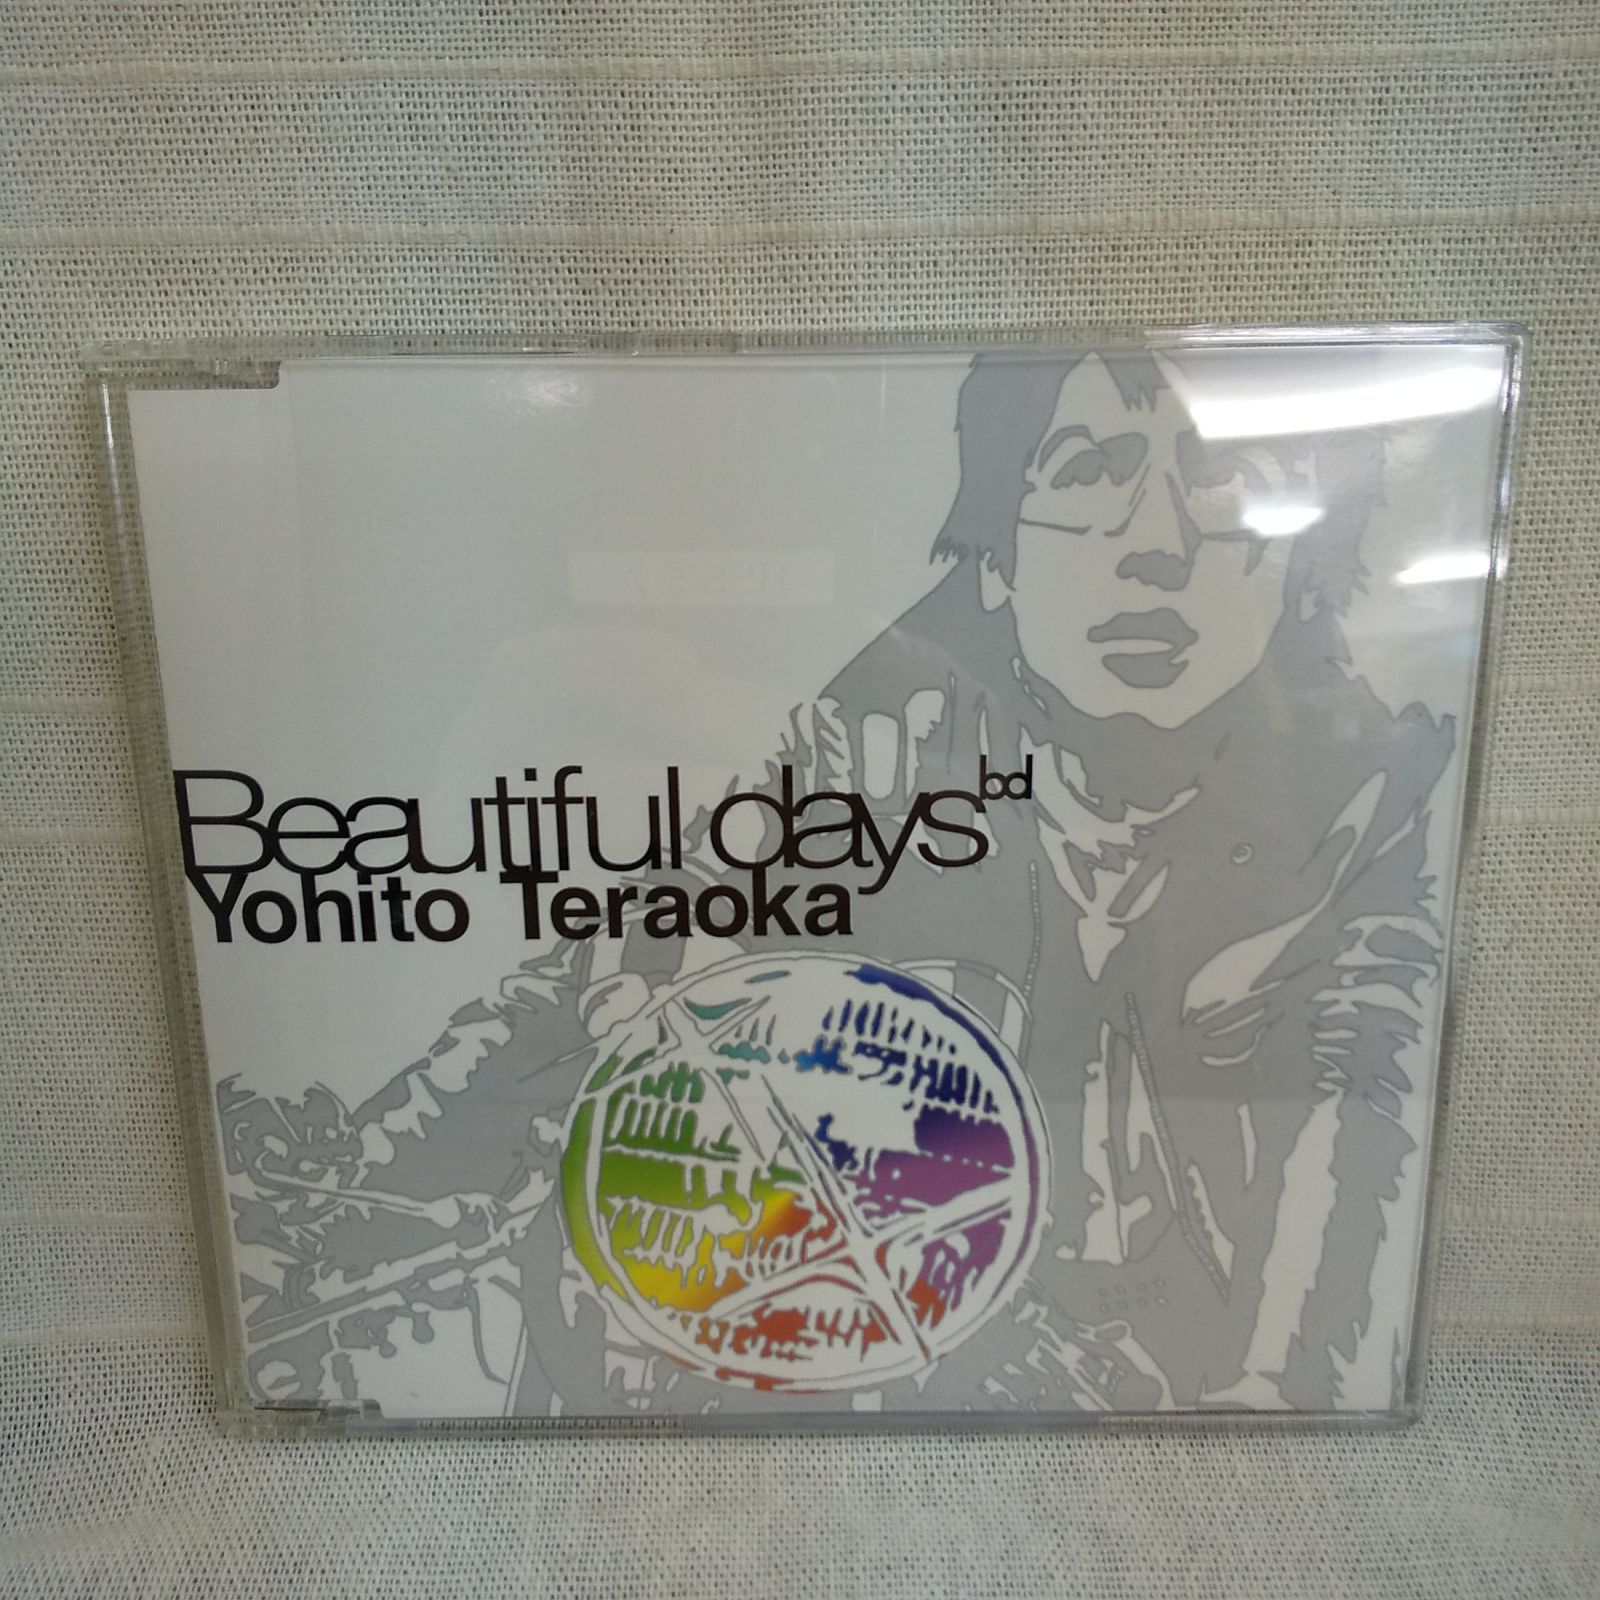 Beautiful days bd
Yohito Teraoka